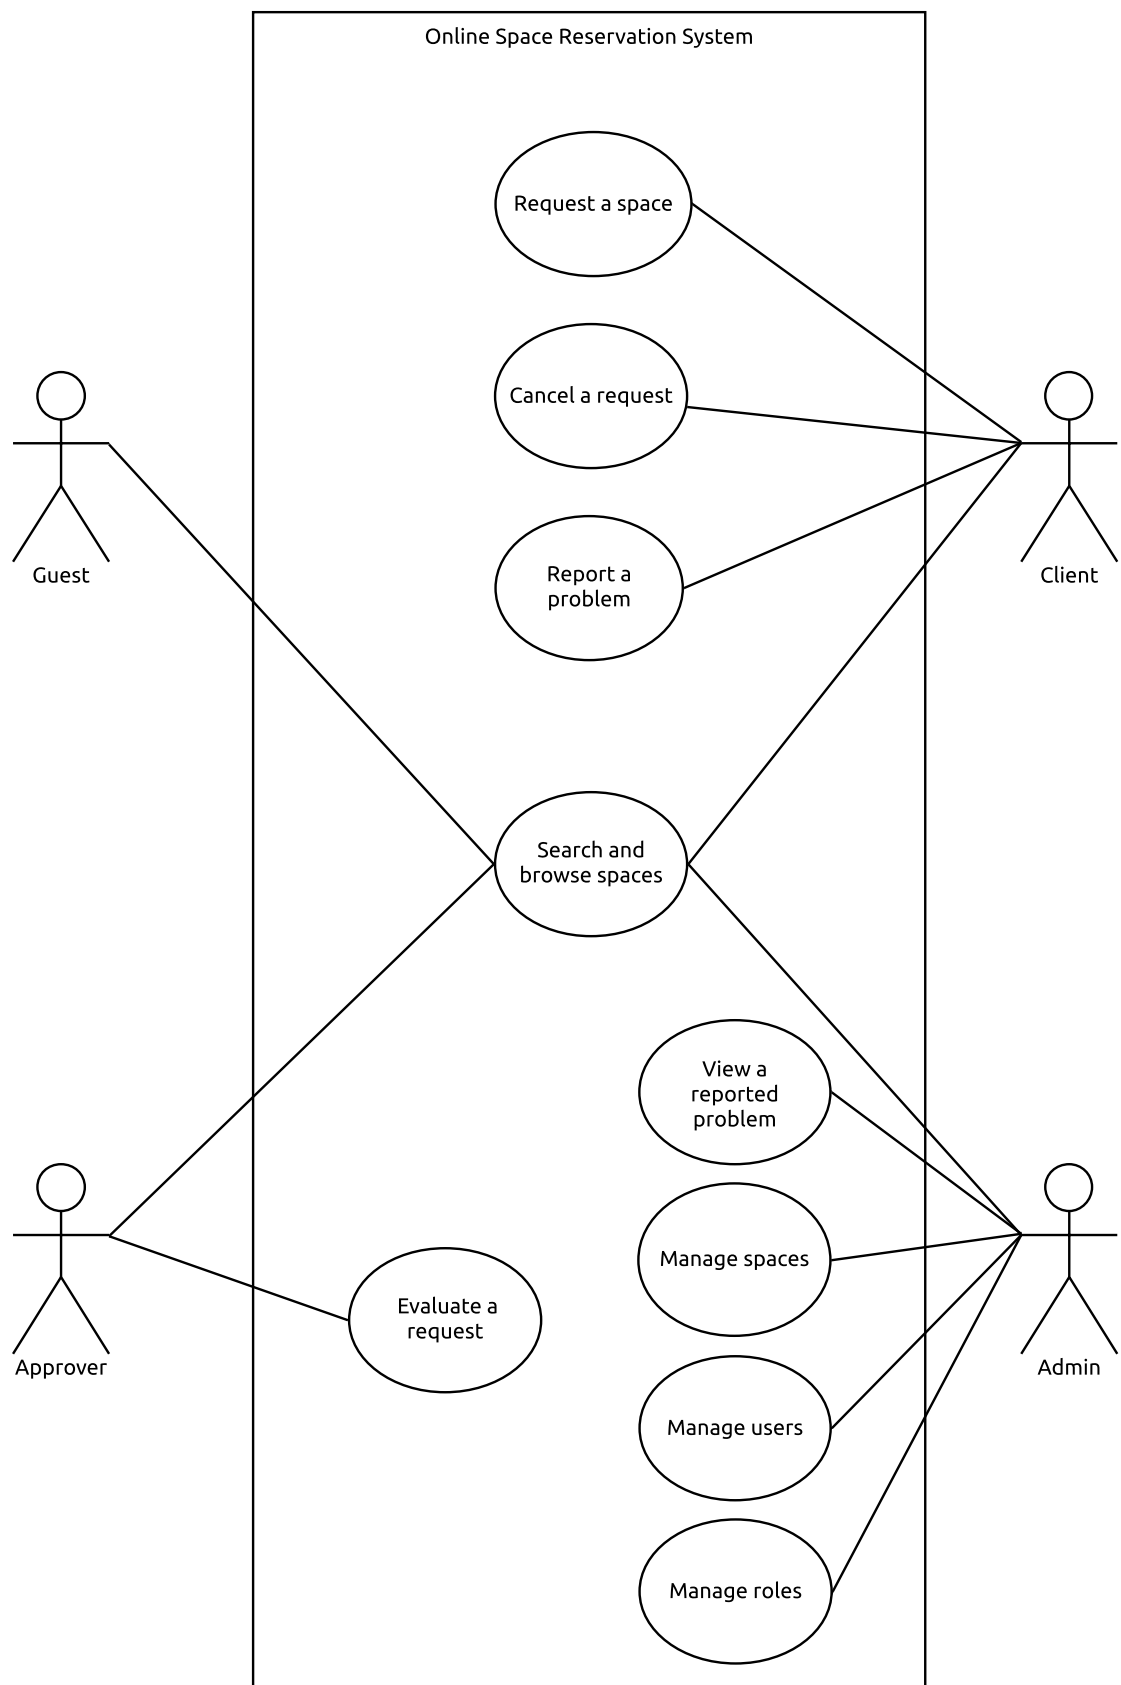 Online Space Reservation System
Request a space
Cancel a request
Report a
problem
Guest
Client
Search and
browse spaces
View a
reported
problem
Manage spaces
Evaluate a
request
Approver
Admin
Manage users
Manage roles